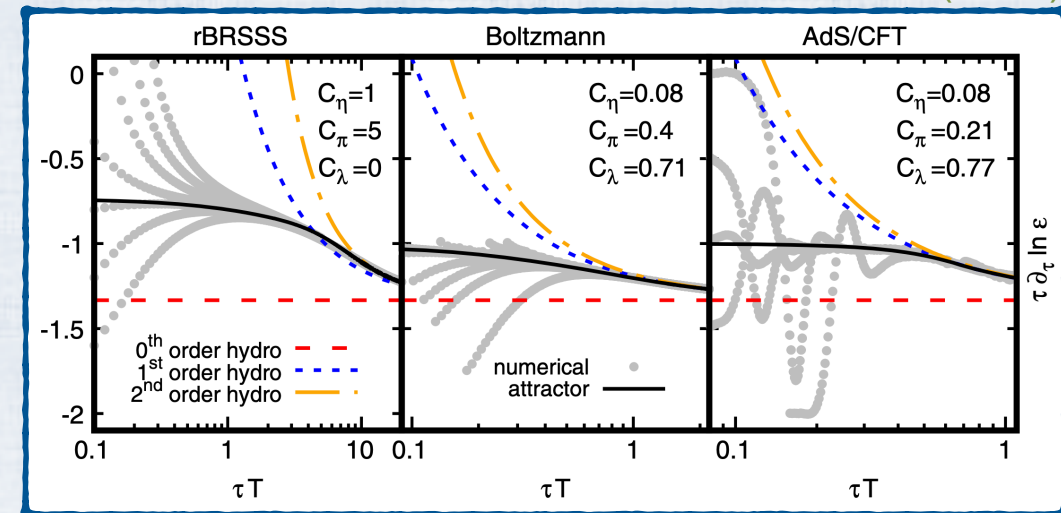 rBRSSS
Boltzmann
AdS/CFT
0
-0.5
-1
-1.5
-2
Cη=1
Cπ=5
Cλ=0
Cη=0.08
Cπ=0.4
Cλ=0.71
Cη=0.08
Cπ=0.21
Cλ=0.77
τ ∂τ ln ε
0th order hydro
1st order hydro
2nd order hydro
numerical
attractor
0.1 1 10
0.1 1
0.1 1
τT
τT
τT